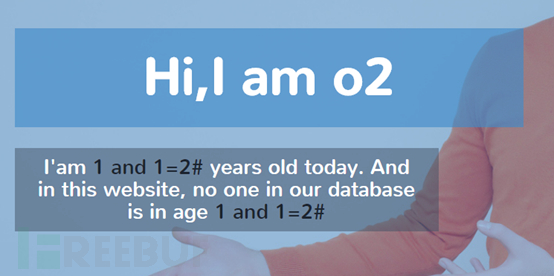 Hi,I am o2
I'am 1 and 1=2# years old today. And
in this website, no one in our database
is in age 1 and 1=2#